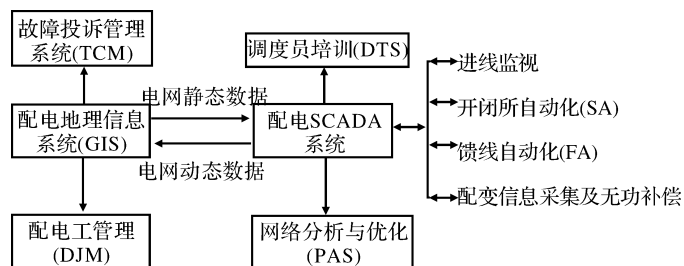 故障投诉管理
系统(TCM)
调度员培训(DTS)
进线监视
电网静态数据
开闭所自动化(SA)
配电地理信息
系统(GIS)
配电SCADA
系统
馈线自动化(FA)
电网动态数据
配变信息采集及无功补偿
配电工管理
(DJM)
网络分析与优化
(PAS)